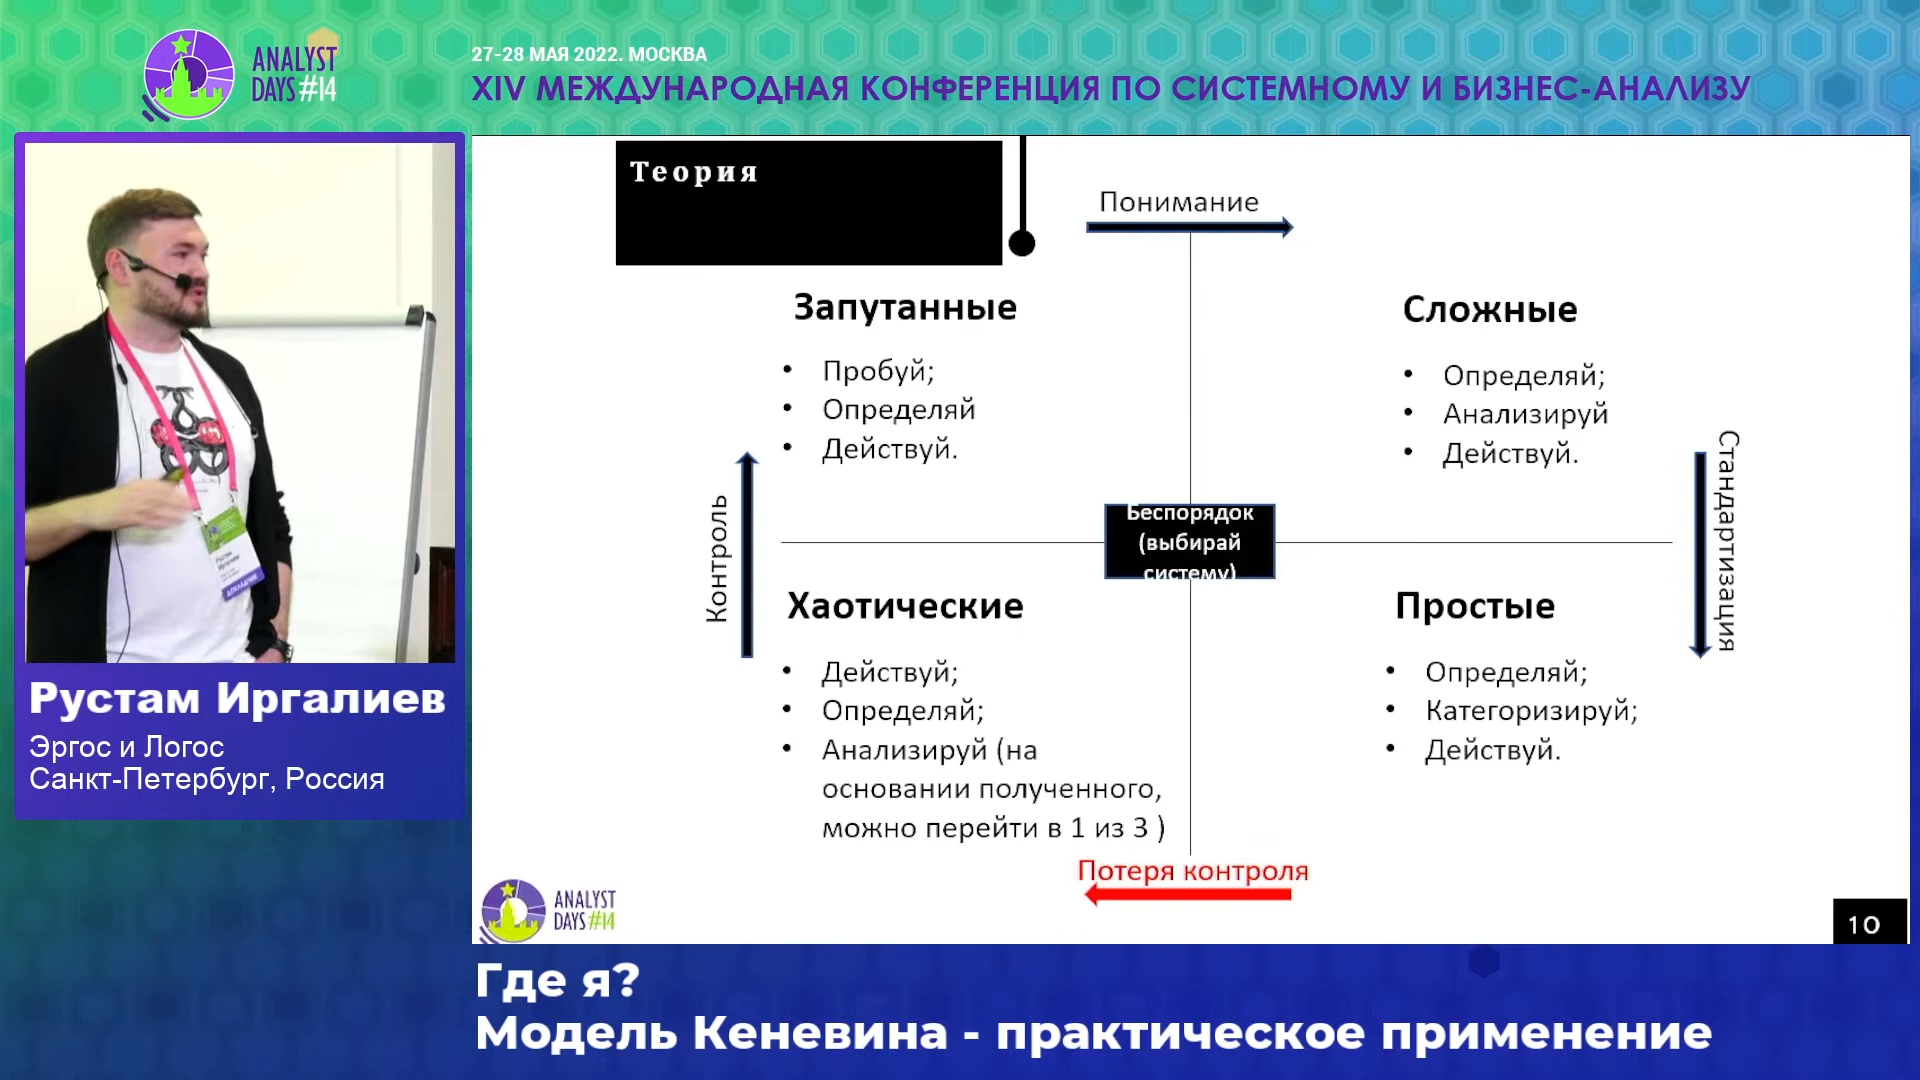 ANALYST
DAYS#14
27-28 МАЯ 2022. МОСКВА
XIV МЕЖДУНАРОДНАЯ КОНФЕРЕНЦИЯ ПО СИСТЕМНОМУ И БИЗНЕС-АНАЛИЗУ
Рустам Иргалиев
Эргос и Логос
Санкт-Петербург, Россия
Теория
Понимание
Запутанные
• Пробуй;
• Определяй
• Действуй.
Сложные
• Определяй;
• Анализируй
• Действуй.
Контроль
Стандартизация
Беспорядок
(выбирай
систему)
Хаотические
• Действуй;
• Определяй;
• Анализируй (на
основании полученного,
можно перейти в 1 из 3 )
Простые
• Определяй;
• Категоризируй;
• Действуй.
Потеря контроля
ANALYST
DAYS#14
10
Где я?
Модель Кеневина - практическое применение